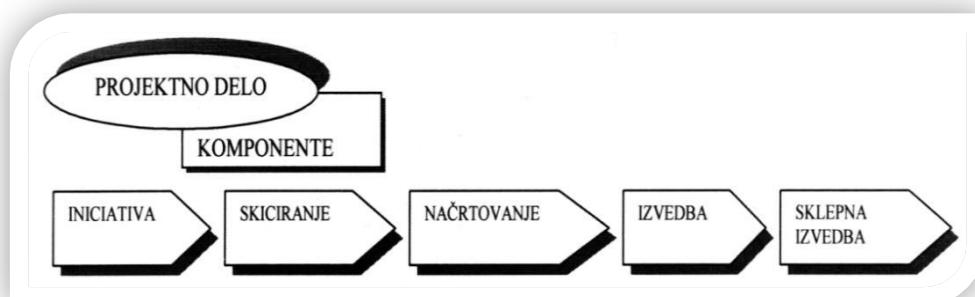 PROJEKTNO DELO
KOMPONENTE
INICIATIVA
SKICIRANJE
NAČRTOVANJE
IZVEDBA
SKLEPNA
IZVEDBA